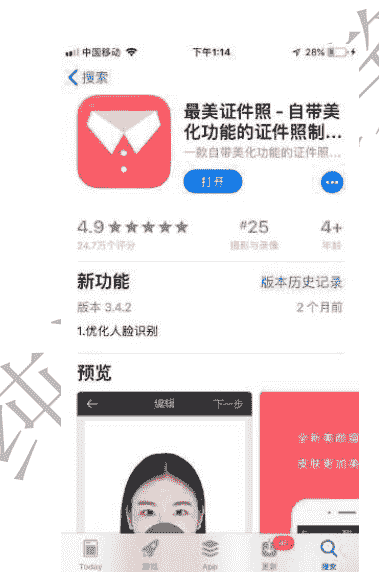 中国移动
下午1:14
28%
搜索
最美证件照 - 自带美
化功能的证件照制...
一款自带美化功能的证件照...
打开
4.9
#25
4+
24.7万个评分
摄影与录像
年龄
新功能
版本历史记录
版本 3.4.2
2 个月前
1.优化人脸识别
预览
编辑
下一步
Today
游戏
App
更新
搜索